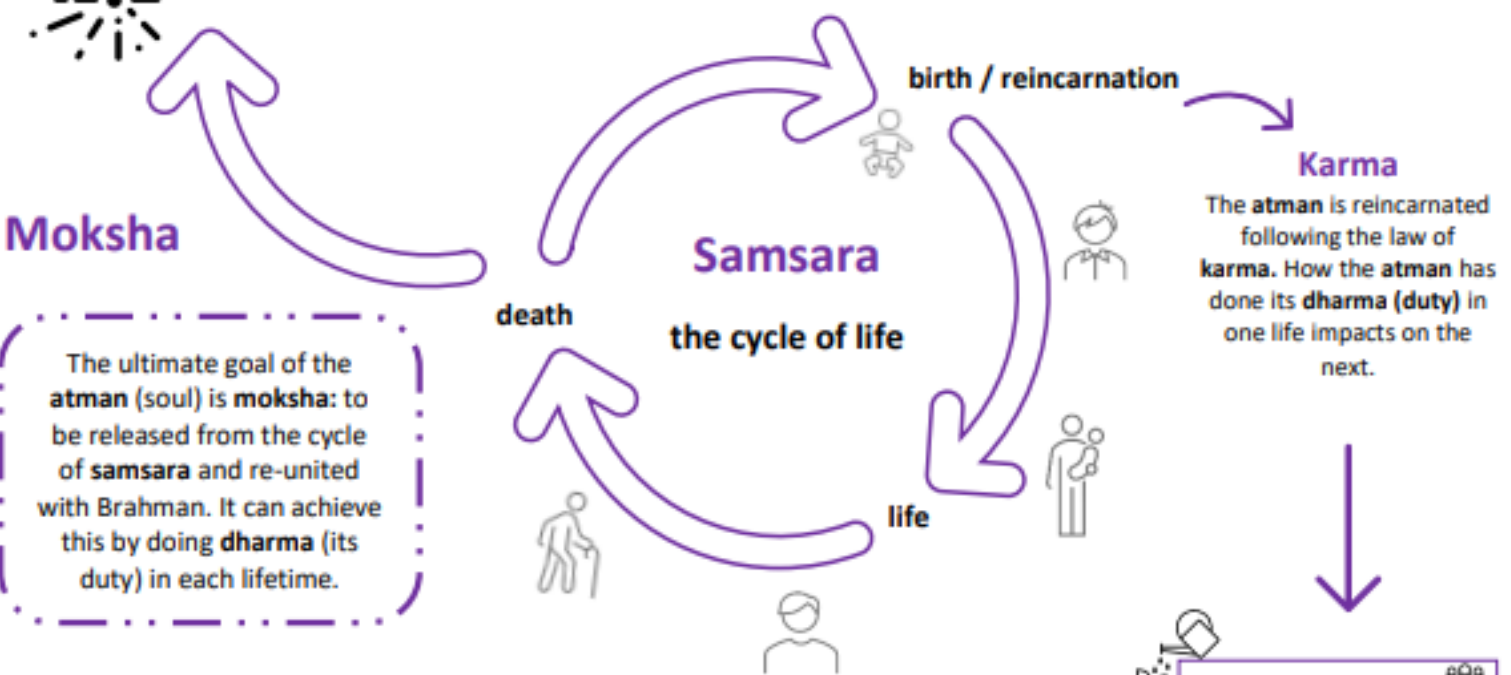 birth / reincarnation
Karma
The atman is reincarnated
following the law of
karma. How the atman has
done its dharma (duty) in
one life impacts on the
next.
Moksha
Samsara
the cycle of life
death
life
The ultimate goal of the
atman (soul) is moksha: to
be released from the cycle
of samsara and re-united
with Brahman. It can achieve
this by doing dharma (its
duty) in each lifetime.